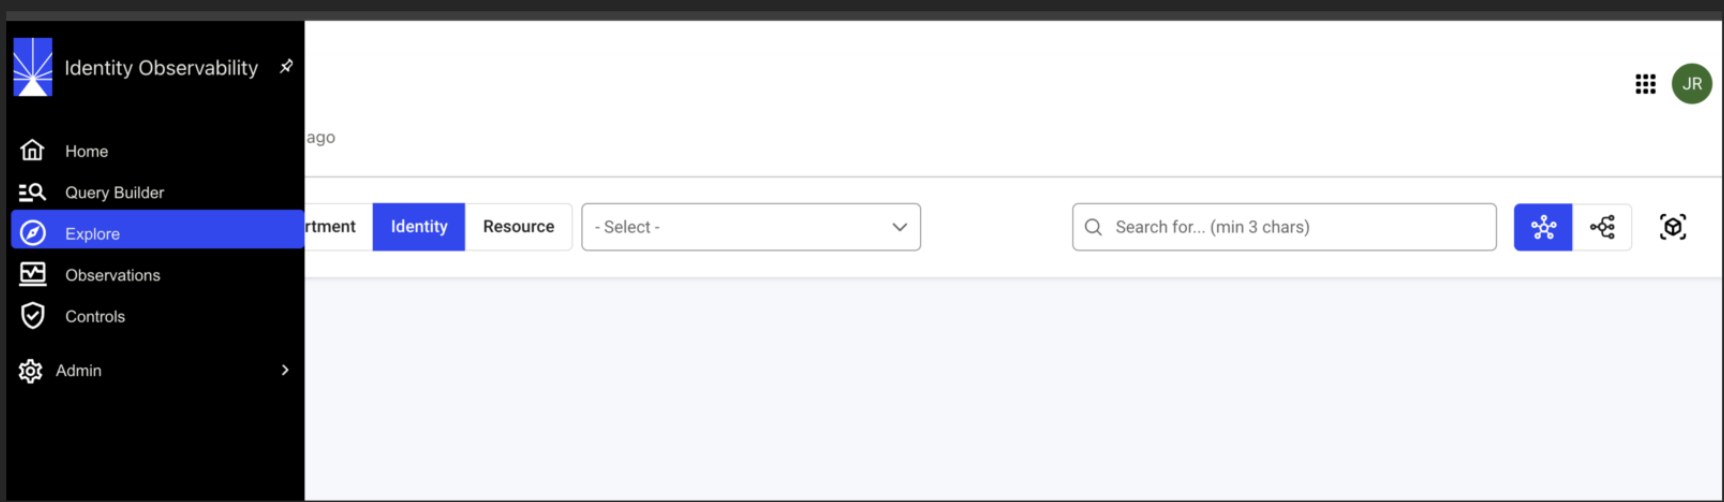 Identity Observability
JR
ago
Home
Query Builder
Explore
Observations
Controls
Admin
rtment
Identity
Resource
- Select -
Search for... (min 3 chars)